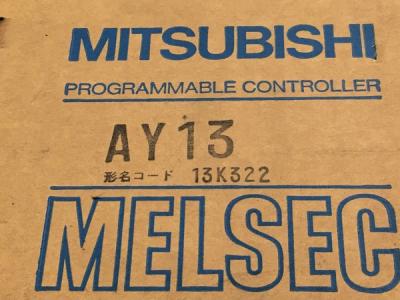 MITSUBISHI
PROGRAMMABLE CONTROLLER
AY13
形名コード 13K322
MELSEC